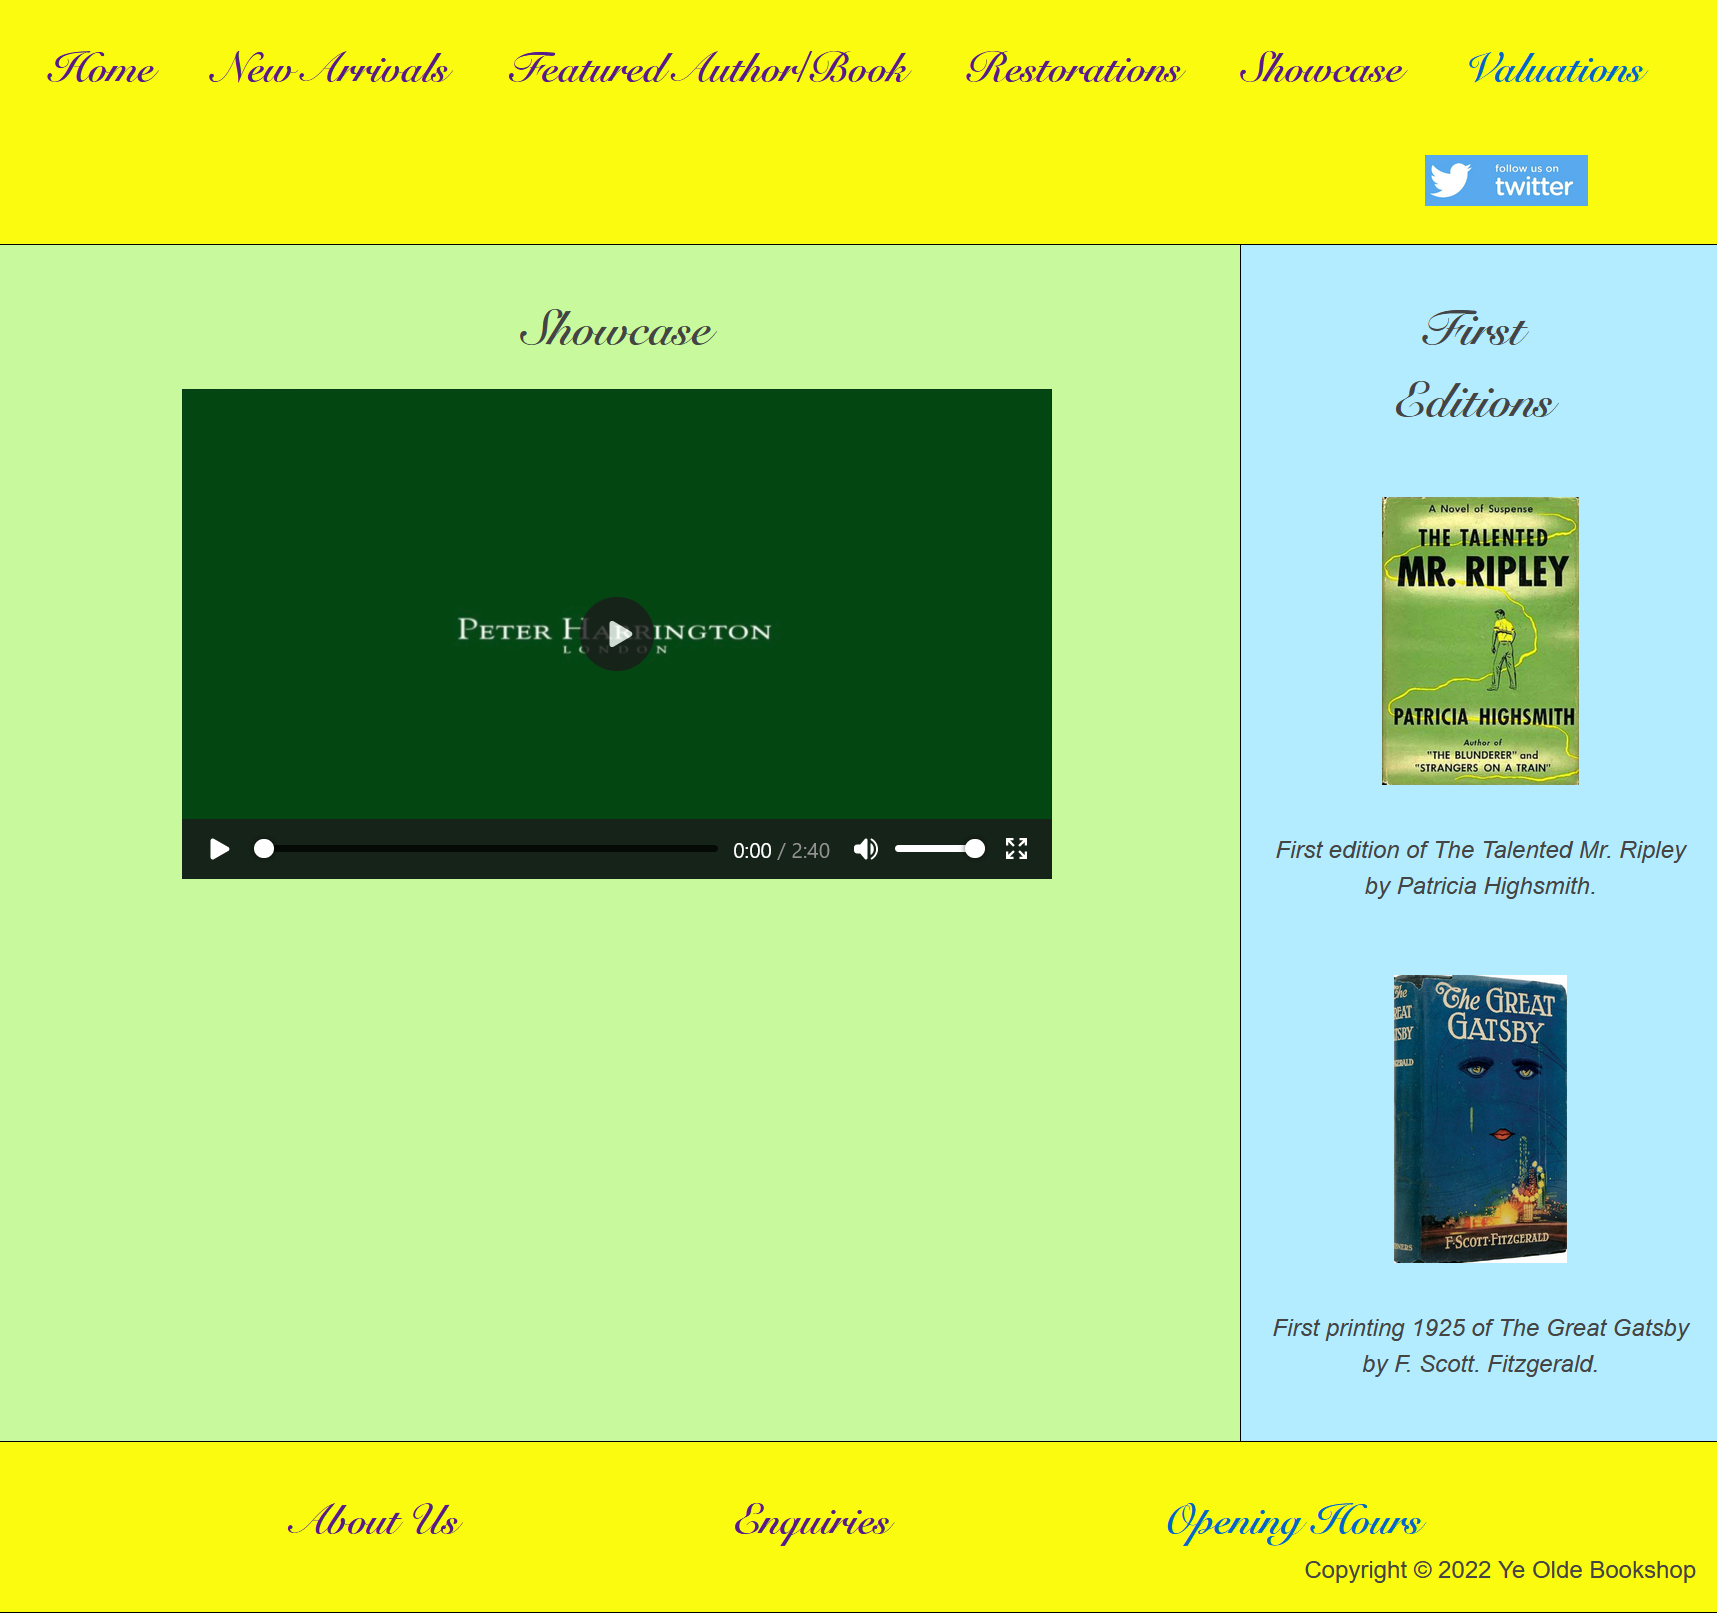 Home New Arrivals Featured Author/Book Restorations Showcase Valuations
follow us on
twitter
Showcase
PETER HARRINGTON
LONDON
0:00 / 2:40
First
Editions
A Novel of Suspense
THE TALENTED
MR. RIPLEY
PATRICIA HIGHSMITH
Author of
"THE BLUNDERER" and
"STRANGERS ON A TRAIN"
First edition of The Talented Mr. Ripley
by Patricia Highsmith.
The GREAT
GATSBY
F·SCOTT·FITZGERALD
First printing 1925 of The Great Gatsby
by F. Scott. Fitzgerald.
About Us Enquiries Opening Hours
Copyright © 2022 Ye Olde Bookshop